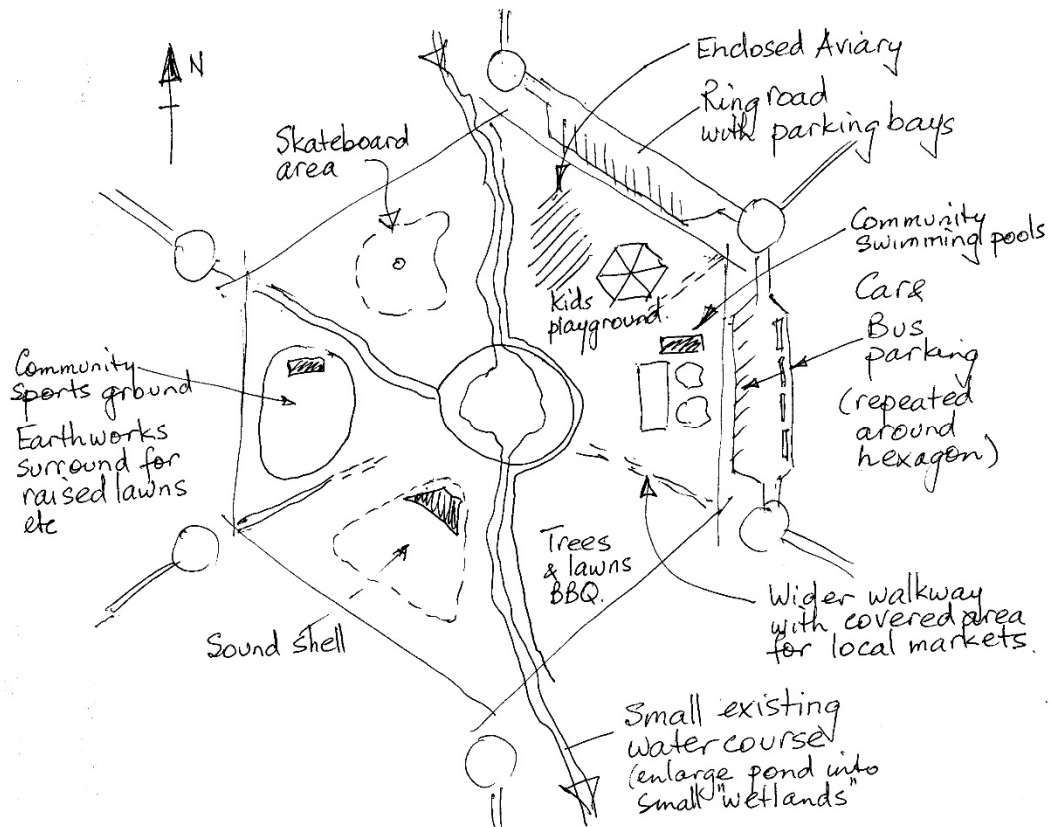 N
Enclosed Aviary
Ring road
with parking bays
Skateboard
area
Community
swimming pools
Kids
playground.
Car &
Bus
parking
(repeated
around
hexagon)
Community
sports ground
Earthworks
surround for
raised lawns
etc
Trees
& lawns
BBQ.
Wider walkway
with covered area
for local markets.
Sound shell
Small existing
water course
(enlarge pond into
small "wetlands"